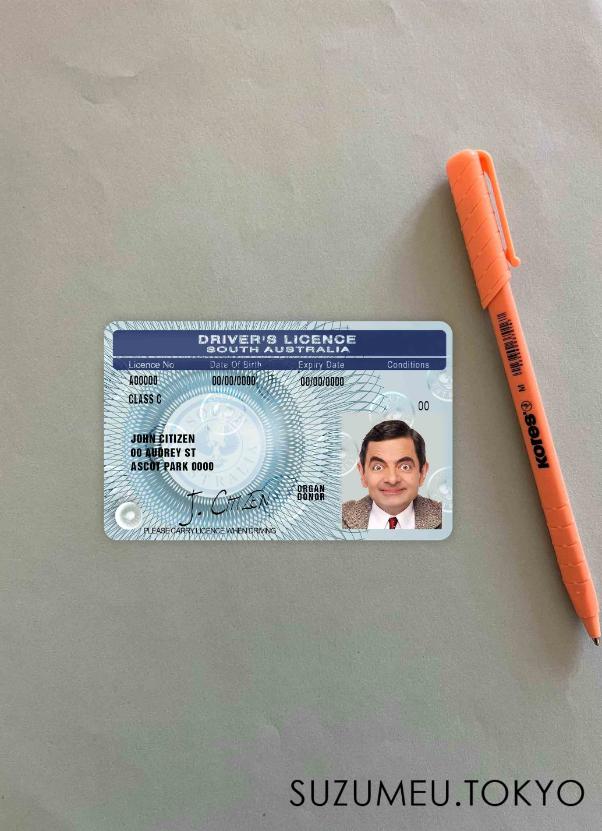 DRIVER'S LICENCE
SOUTH AUSTRALIA
Licence No Date Of Birth Expiry Date Conditions
A00000 00/00/0000 00/00/0000
CLASS C
00
JOHN CITIZEN
00 AUDREY ST
ASCOT PARK 0000
ORGAN
DONOR
J. CITIZEN
PLEASE CARRY LICENCE WHEN DRIVING
M kores
SUZUMEU.TOKYO